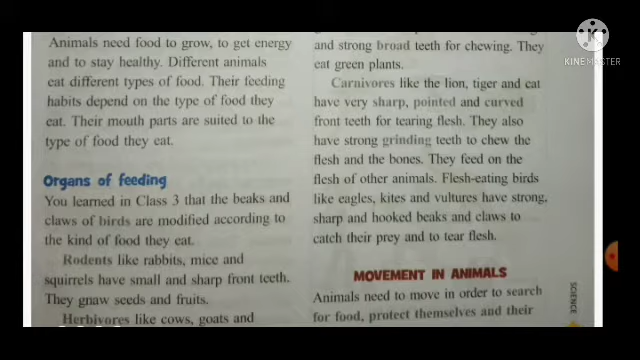 Animals need food to grow, to get energy
and to stay healthy. Different animals
eat different types of food. Their feeding
habits depend on the type of food they
eat. Their mouth parts are suited to the
type of food they eat.
Organs of feeding
You learned in Class 3 that the beaks and
claws of birds are modified according to
the kind of food they eat.
Rodents like rabbits, mice and
squirrels have small and sharp front teeth.
They gnaw seeds and fruits.
Herbivores like cows, goats and
and strong broad teeth for chewing. They
eat green plants.
Carnivores like the lion, tiger and cat
have very sharp, pointed and curved
front teeth for tearing flesh. They also
have strong grinding teeth to chew the
flesh and the bones. They feed on the
flesh of other animals. Flesh-eating birds
like eagles, kites and vultures have strong,
sharp and hooked beaks and claws to
catch their prey and to tear flesh.
MOVEMENT IN ANIMALS
Animals need to move in order to search
for food, protect themselves and their
SCIENCE
KINEMASTER